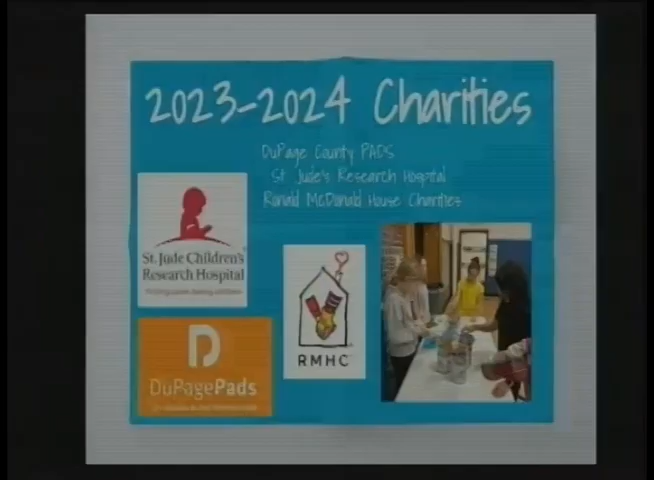 2023-2024 Charities
DuPage County PADS
St. Jude's Research Hospital
Ronald McDonald House Charities
St. Jude Children's
Research Hospital
RMHC
DuPagePads